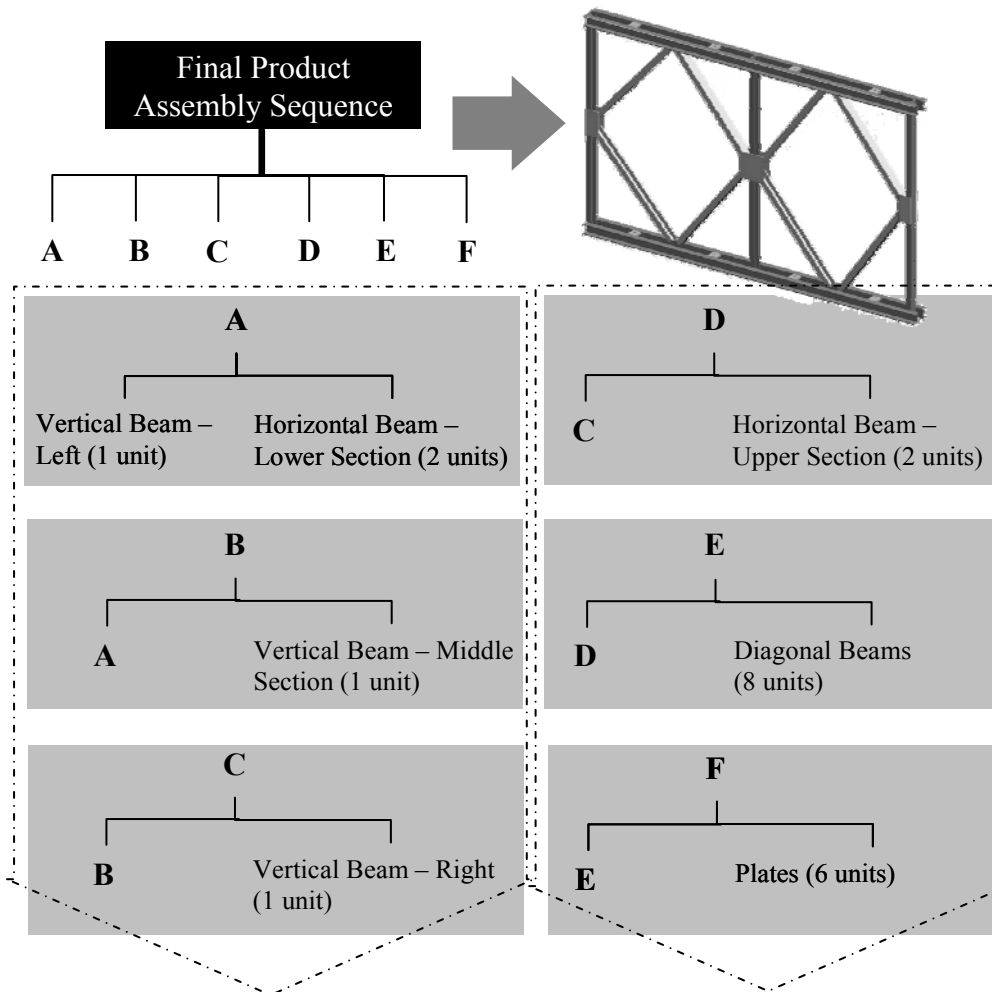 Final Product
Assembly Sequence
A B C D E F
A
Vertical Beam –
Left (1 unit)
Horizontal Beam –
Lower Section (2 units)
B
A
Vertical Beam – Middle
Section (1 unit)
C
B
Vertical Beam – Right
(1 unit)
D
C
Horizontal Beam –
Upper Section (2 units)
E
D
Diagonal Beams
(8 units)
F
E
Plates (6 units)